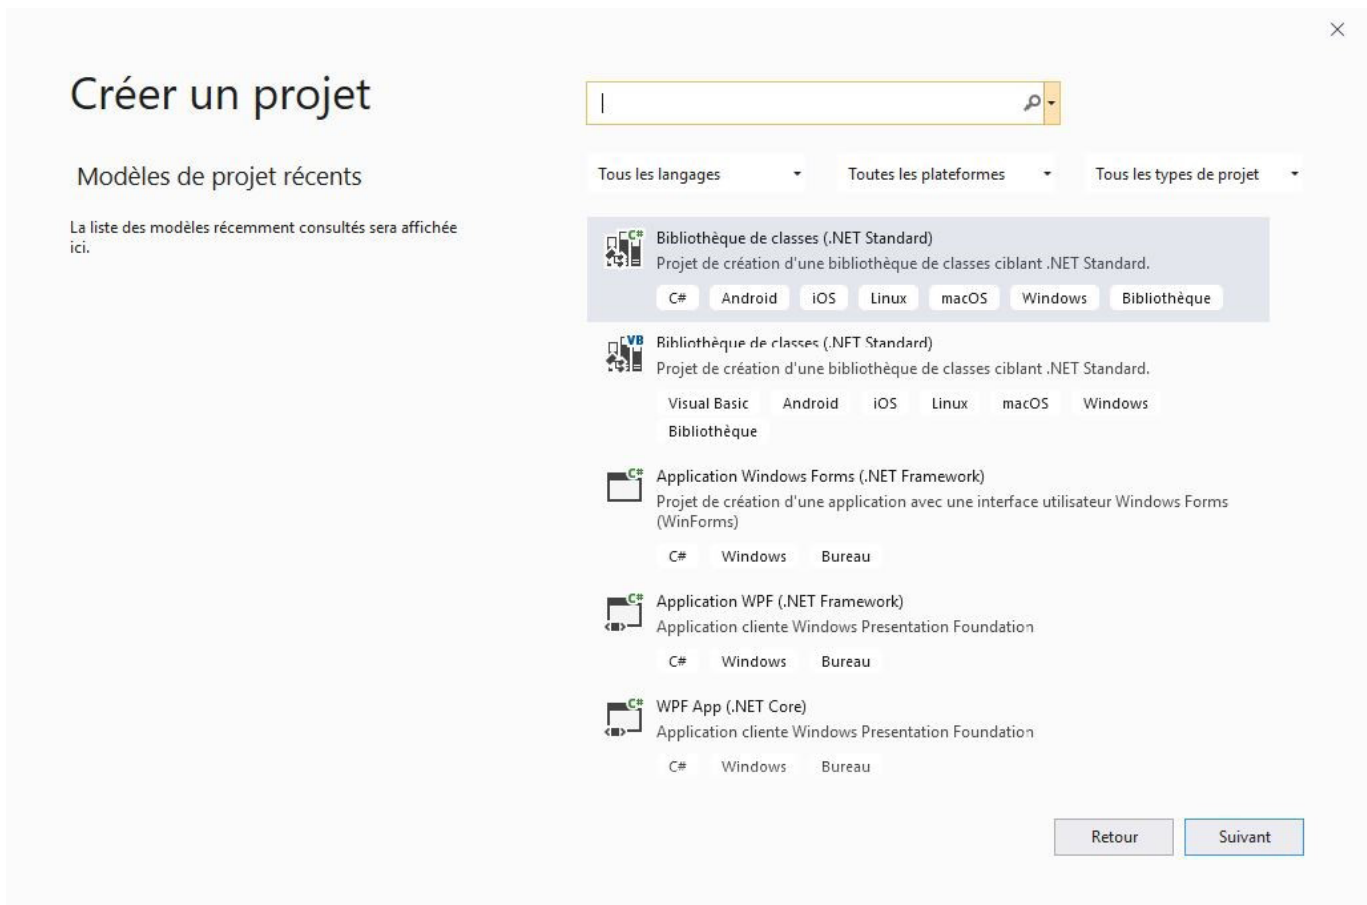 Créer un projet
Modèles de projet récents
La liste des modèles récemment consultés sera affichée
ici.
Tous les langages
Toutes les plateformes
Tous les types de projet
C#
Bibliothèque de classes (.NET Standard)
Projet de création d'une bibliothèque de classes ciblant .NET Standard.
C# Android iOS Linux macOS Windows Bibliothèque
VB
Bibliothèque de classes (.NET Standard)
Projet de création d'une bibliothèque de classes ciblant .NET Standard.
Visual Basic Android iOS Linux macOS Windows
Bibliothèque
C#
Application Windows Forms (.NET Framework)
Projet de création d'une application avec une interface utilisateur Windows Forms
(WinForms)
C# Windows Bureau
C#
Application WPF (.NET Framework)
Application cliente Windows Presentation Foundation
C# Windows Bureau
C#
WPF App (.NET Core)
Application cliente Windows Presentation Foundation
C# Windows Bureau
Retour
Suivant